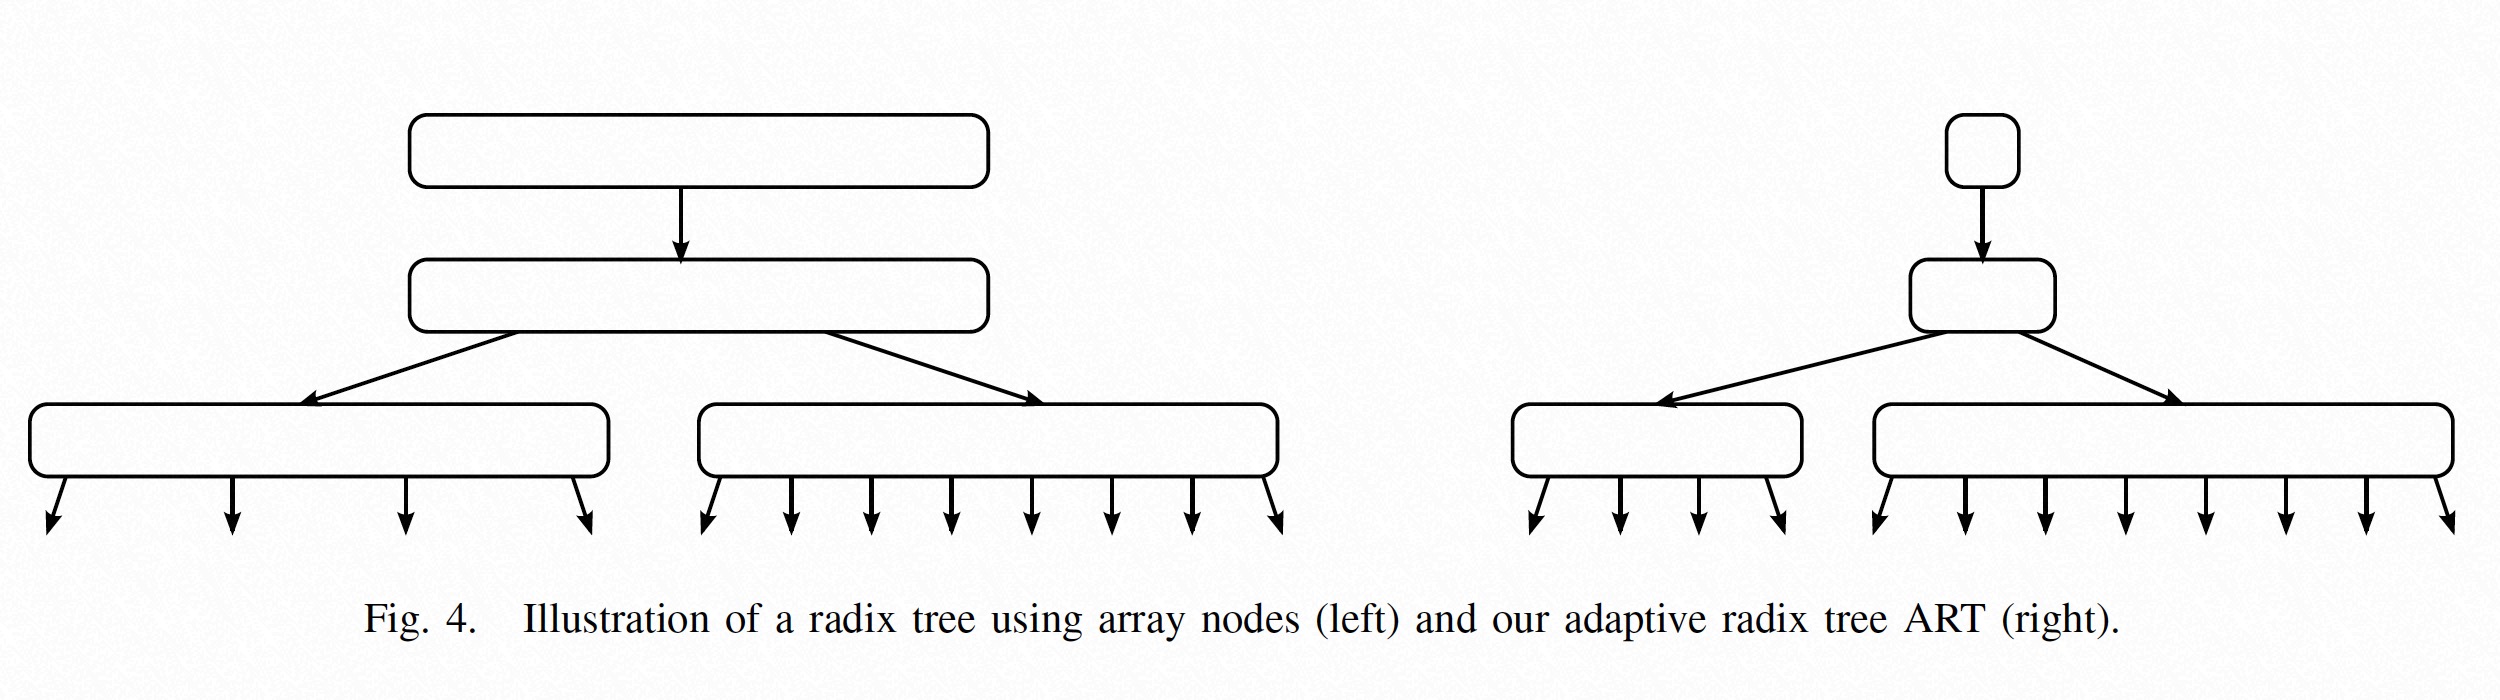 Fig. 4. Illustration of a radix tree using array nodes (left) and our adaptive radix tree ART (right).